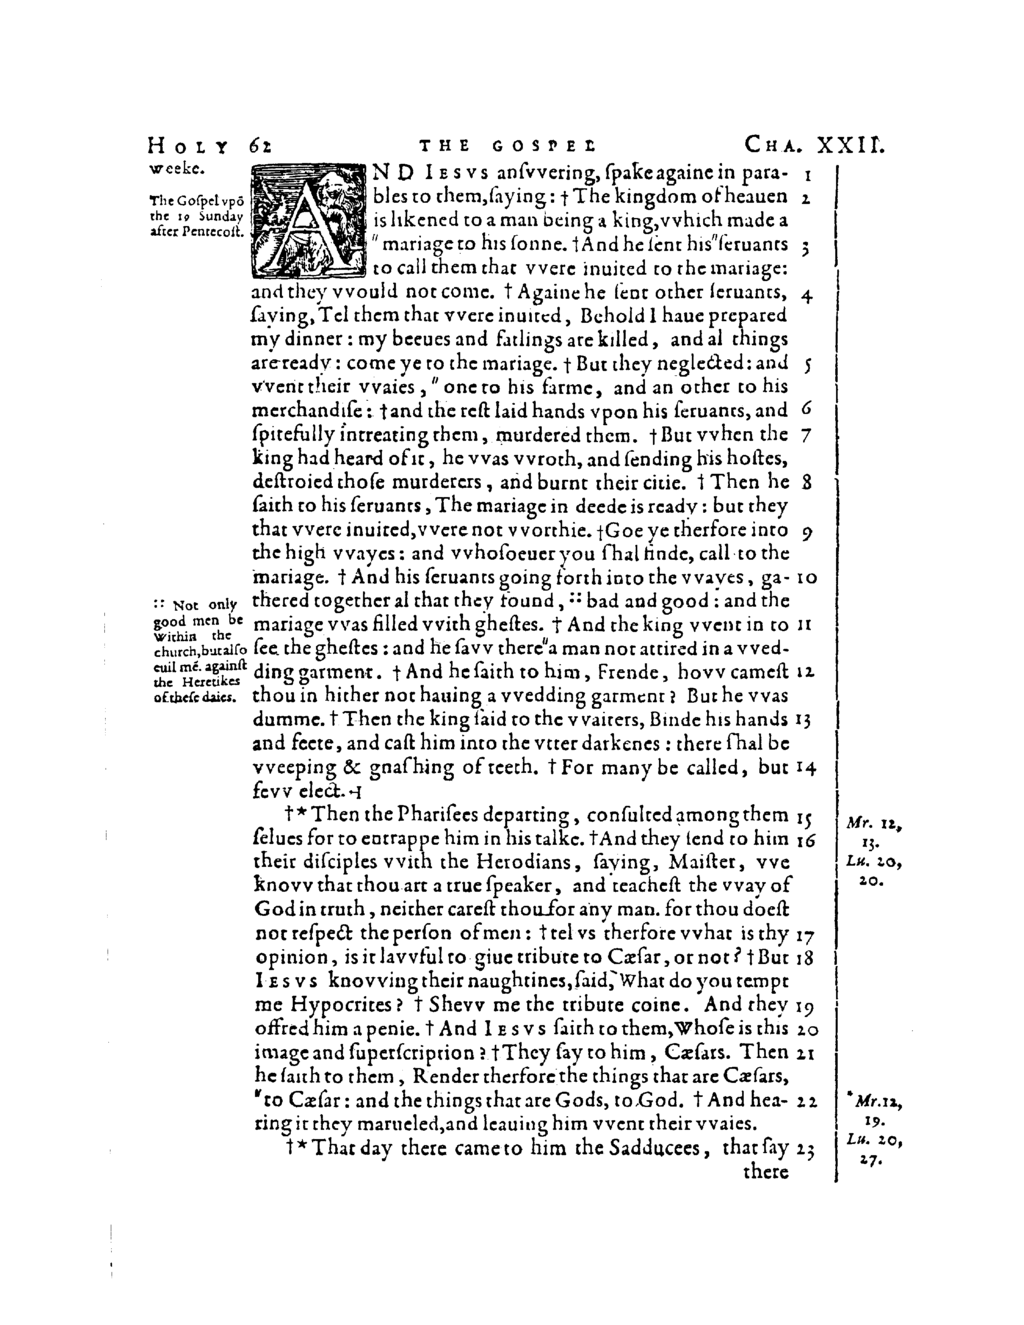 HOLY 62 THE GOSPEL CHA. XXII.
weeke.
The Gospel vpō
the 19 Sunday
after Pentecost.
AND IESVS ansvvering, spake againe in para- 1
bles to them, saying: † The kingdom of heauen 2
is likened to a man being a king, vvhich made a
" mariage to his sonne. † And he sent his "seruants 3
to call them that vvere inuited to the mariage:
and they vvould not come. † Againe he sent other seruants, 4
saying, Tel them that vvere inuited, Behold I haue prepared
my dinner: my beeues and fatlings are killed, and al things
are ready: come ye to the mariage. † But they neglected: and 5
vvent their vvaies, " one to his farme, and an other to his
merchandise: † and the rest laid hands vpon his seruants, and 6
spitefully intreating them, murdered them. † But vvhen the 7
king had heard of it, he vvas vvroth, and sending his hostes,
destroied those murderers, and burnt their citie. † Then he 8
saith to his seruants, The mariage in deede is ready: but they
that vvere inuited, vvere not vvorthie. † Goe ye therfore into 9
the high vvayes: and vvhosoeuer you shal finde, call to the
mariage. † And his seruants going forth into the vvayes, ga- 10
thered together al that they found, :: bad and good: and the
mariage vvas filled vvith ghestes. † And the king vvent in to 11
see the ghestes: and he savv there "a man not attired in a vved-
ding garment. † And he saith to him, Frende, hovv camest 12
thou in hither not hauing a vvedding garment? But he vvas
dumme. † Then the king said to the vvaiters, Binde his hands 13
and feete, and cast him into the vtter darkenes: there shal be
vveeping & gnashing of teeth. † For many be called, but 14
fevv elect. ⊣
:: Not only
good men be
within the
church, but also
euil mē. against
the Heretikes
of these daies.
† * Then the Pharisees departing, consulted among them 15
selues for to entrappe him in his talke. † And they send to him 16
their disciples vvith the Herodians, saying, Maister, vve
knovv that thou art a true speaker, and teachest the vvay of
God in truth, neither carest thou for any man. for thou doest
not respect the person of men: † tel vs therfore vvhat is thy 17
opinion, is it lavvful to giue tribute to Cæsar, or not? † But 18
IESVS knovving their naughtines, said, What do you tempt
me Hypocrites? † Shevv me the tribute coine. And they 19
offred him a penie. † And IESVS saith to them, Whose is this 20
image and superscription? † They say to him, Cæsars. Then 21
he saith to them, Render therfore the things that are Cæsars,
"to Cæsar: and the things that are Gods, to God. † And hea- 22
ring it they marueled, and leauing him vvent their vvaies.
† * That day there came to him the Sadducees, that say 23
there
Mr. 12,
13.
Lu. 20,
20.
*Mr. 12,
19.
Lu. 20,
27.